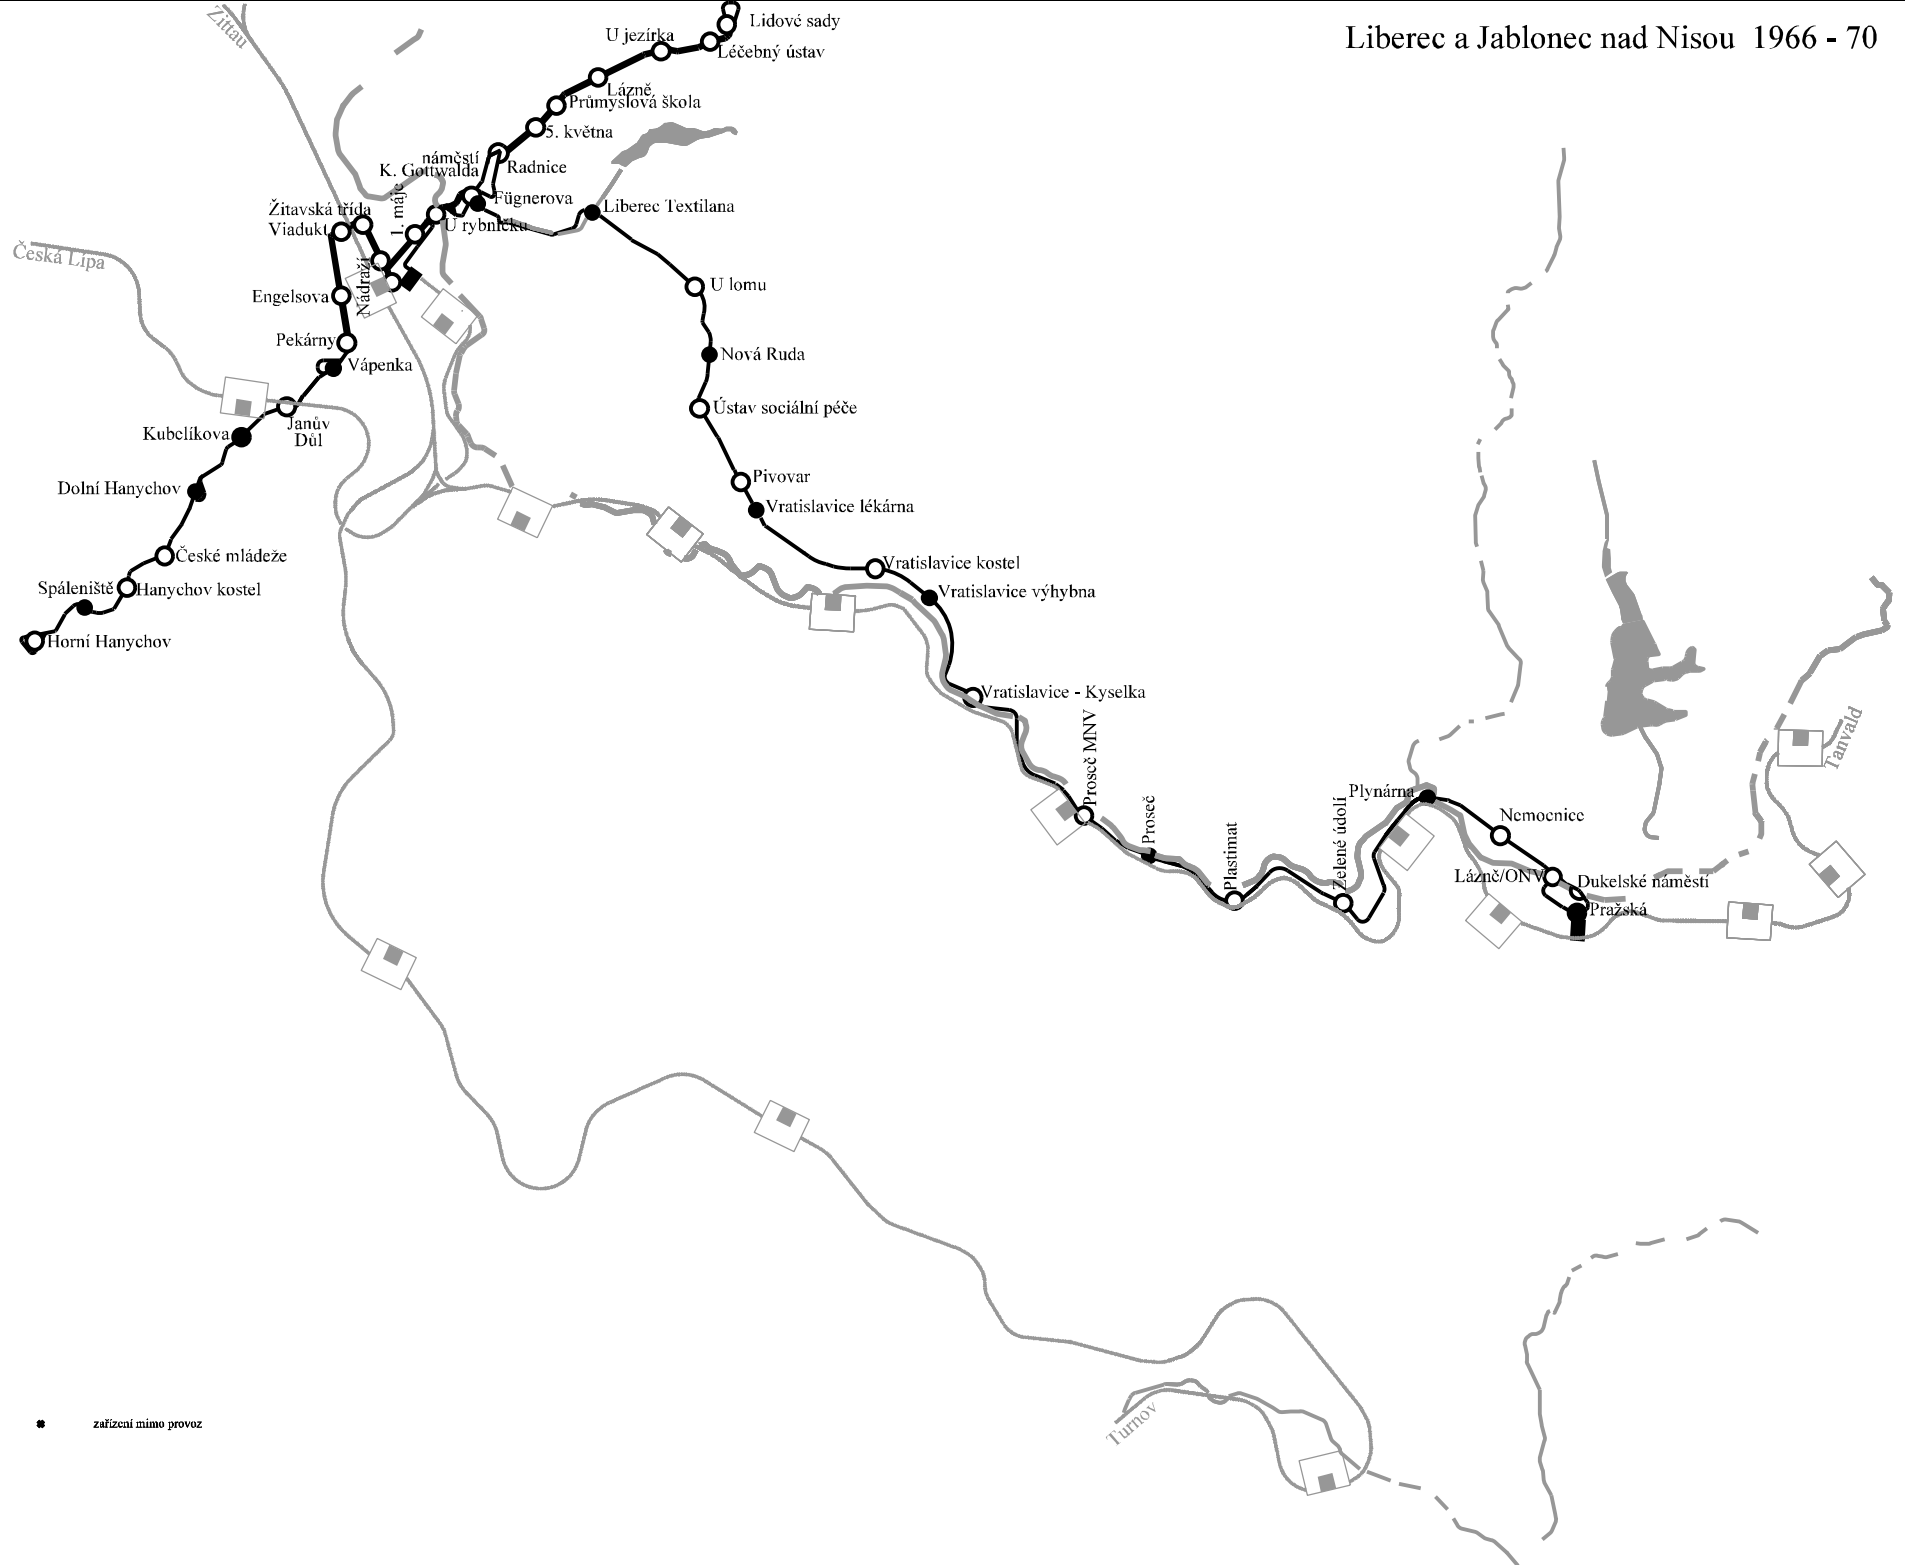 Liberec a Jablonec nad Nisou 1966 - 70
Zittau
Lidové sady
U jezírka
Léčebný ústav
Lázně
Průmyslová škola
5. května
náměstí
K. Gottwalda
Radnice
1. máje
Fügnerova
Liberec Textilana
Žitavská třída
Viadukt
U rybníčku
Česká Lípa
Nádraží
Engelsova
U lomu
Pekárny
Vápenka
Nová Ruda
Janův
Důl
Ústav sociální péče
Kubelíkova
Dolní Hanychov
Pivovar
Vratislavice lékárna
České mládeže
Vratislavice kostel
Spáleniště
Hanychov kostel
Vratislavice výhybna
Horní Hanychov
Vratislavice - Kyselka
Proseč MNV
Tanvald
Proseč
Plastimat
Zelené údolí
Plynárna
Nemocnice
Lázně/ONV
Dukelské náměstí
Pražská
Turnov
zařízení mimo provoz